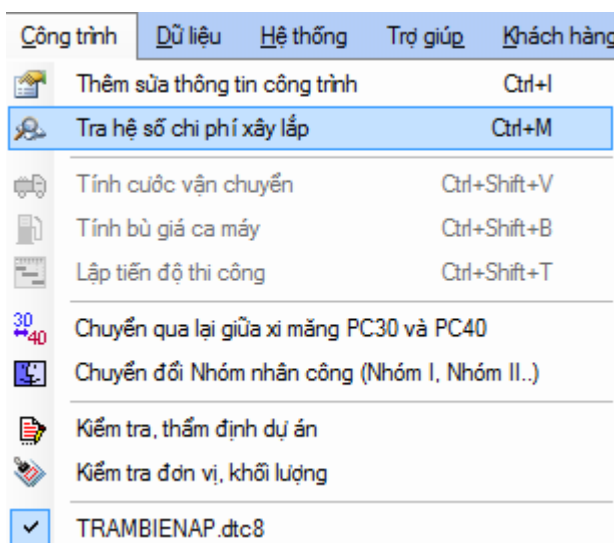 Công trình Dữ liệu Hệ thống Trợ giúp Khách hàng
Thêm sửa thông tin công trình Ctrl+I
Tra hệ số chi phí xây lắp Ctrl+M
Tính cước vận chuyển Ctrl+Shift+V
Tính bù giá ca máy Ctrl+Shift+B
Lập tiến độ thi công Ctrl+Shift+T
30 40 Chuyển qua lại giữa xi măng PC30 và PC40
Chuyển đổi Nhóm nhân công (Nhóm I, Nhóm II..)
Kiểm tra, thẩm định dự án
Kiểm tra đơn vị, khối lượng
TRAMBIENAP.dtc8